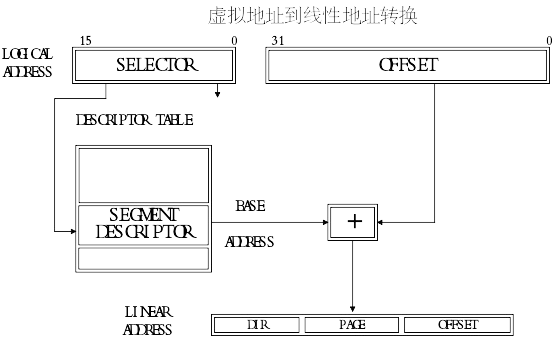 虚拟地址到线性地址转换
15 0 31 0
LOGICAL
ADDRESS
SELECTOR
OFFSET
DESCRIPTOR TABLE
SEGMENT
DESCRIPTOR
BASE
ADDRESS
+
LINEAR
ADDRESS
DIR PAGE OFFSET